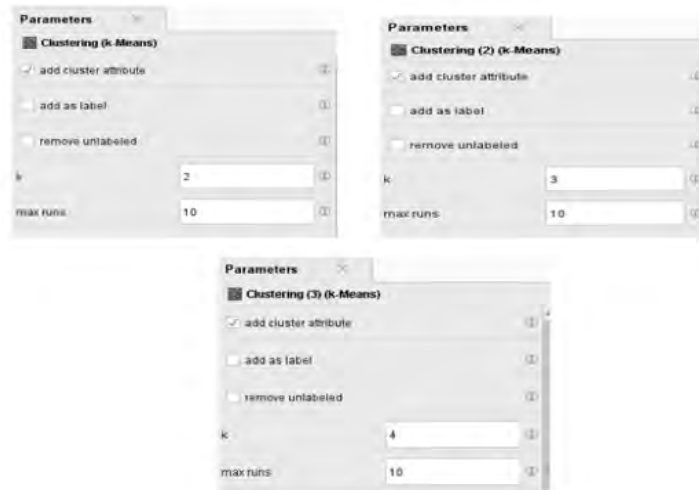 Parameters
Clustering (k-Means)
add cluster attribute
add as label
remove unlabeled
k 2
max runs 10
Parameters
Clustering (2) (k-Means)
add cluster attribute
add as label
remove unlabeled
k 3
max runs 10
Parameters
Clustering (3) (k-Means)
add cluster attribute
add as label
remove unlabeled
k 4
max runs 10